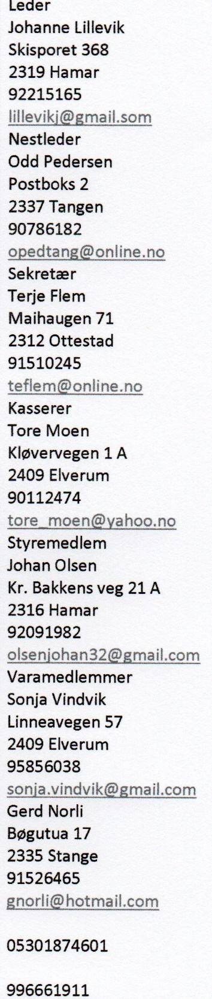 Leder
Johanne Lillevik
Skisporet 368
2319 Hamar
92215165
lillevikj@gmail.som
Nestleder
Odd Pedersen
Postboks 2
2337 Tangen
90786182
opedtang@online.no
Sekretær
Terje Flem
Maihaugen 71
2312 Ottestad
91510245
teflem@online.no
Kasserer
Tore Moen
Kløvervegen 1 A
2409 Elverum
90112474
tore_moen@yahoo.no
Styremedlem
Johan Olsen
Kr. Bakkens veg 21 A
2316 Hamar
92091982
olsenjohan32@gmail.com
Varamedlemmer
Sonja Vindvik
Linneavegen 57
2409 Elverum
95856038
sonja.vindvik@gmail.com
Gerd Norli
Bøgutua 17
2335 Stange
91526465
gnorli@hotmail.com
05301874601
996661911